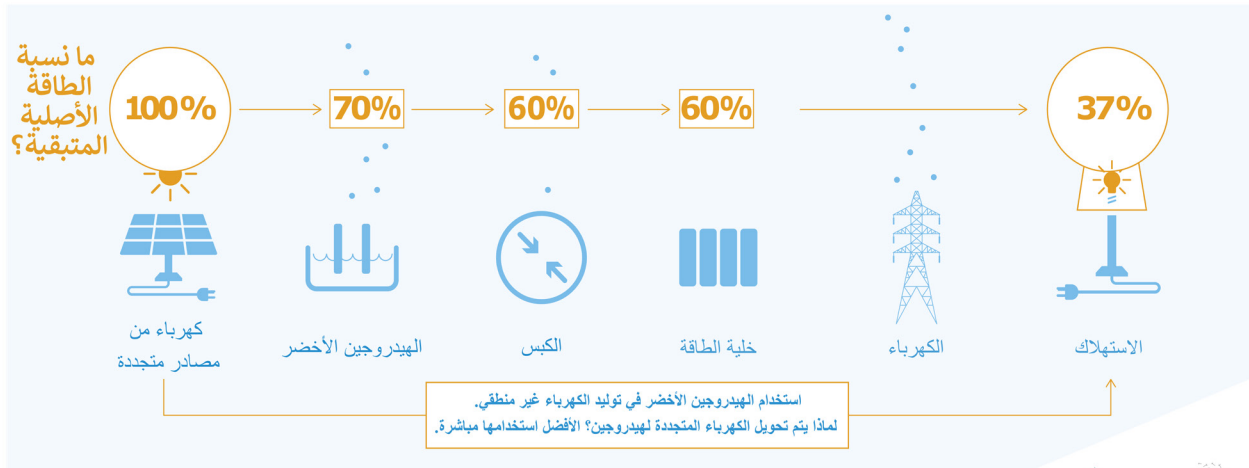 ما نسبة
الطاقة
الأصلية
المتبقية؟
100%
70%
60%
60%
37%
كهرباء من
مصادر متجددة
الهيدروجين الأخضر
الكبس
خلية الطاقة
الكهرباء
الاستهلاك
استخدام الهيدروجين الأخضر في توليد الكهرباء غير منطقي.
لماذا يتم تحويل الكهرباء المتجددة لهيدروجين؟ الأفضل استخدامها مباشرة.